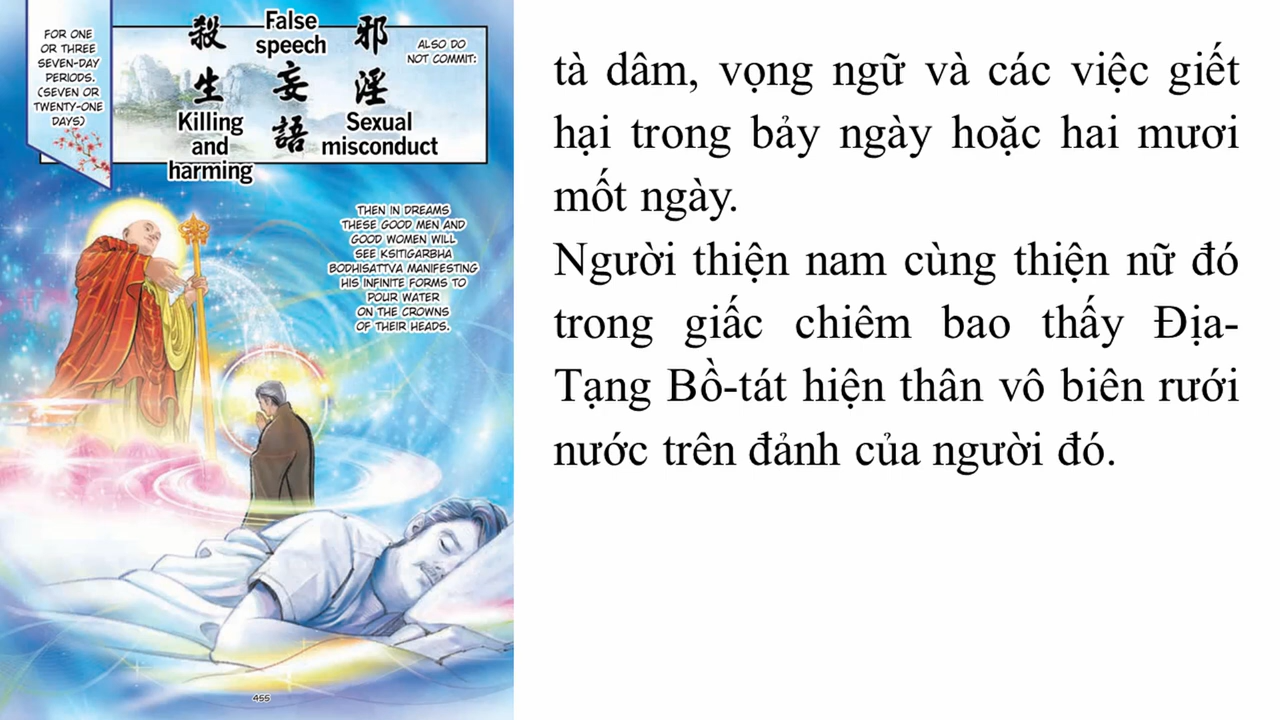 FOR ONE
OR THREE
SEVEN-DAY
PERIODS.
(SEVEN OR
TWENTY-ONE
DAYS)
ALSO DO
NOT COMMIT:
邪淫
Sexual
misconduct
False
speech
妄語
殺生
Killing
and
harming
THEN IN DREAMS
THESE GOOD MEN AND
GOOD WOMEN WILL
SEE KSITIGARBHA
BODHISATTVA MANIFESTING
HIS INFINITE FORMS TO
POUR WATER
ON THE CROWNS
OF THEIR HEADS.
455
tà dâm, vọng ngữ và các việc giết
hại trong bảy ngày hoặc hai mươi
mốt ngày.
Người thiện nam cùng thiện nữ đó
trong giấc chiêm bao thấy Địa-
Tạng Bồ-tát hiện thân vô biên rưới
nước trên đảnh của người đó.